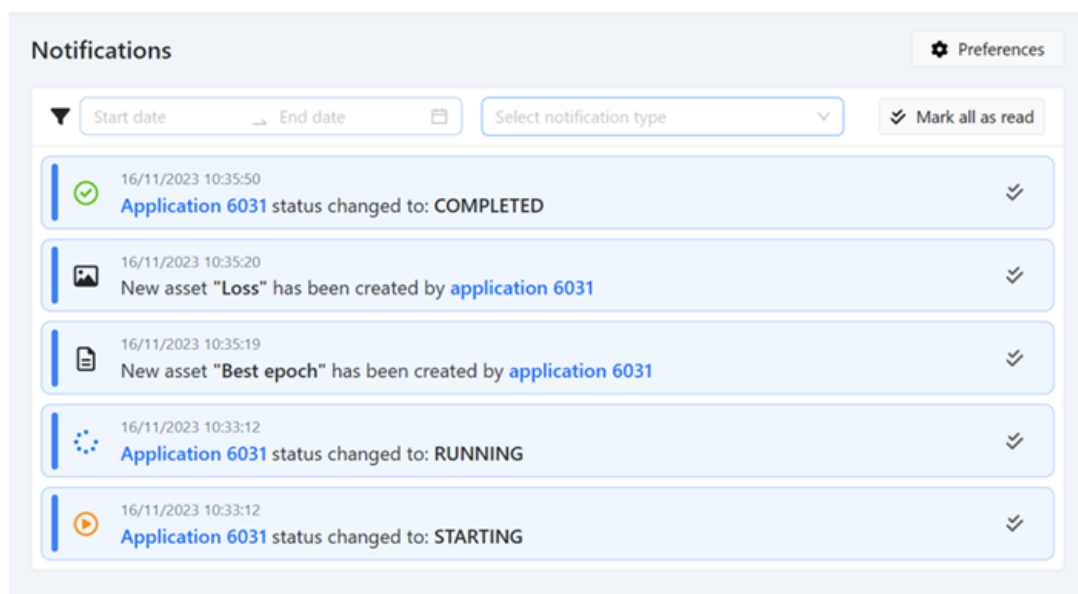 Notifications
Preferences
Start date
End date
Select notification type
Mark all as read
16/11/2023 10:35:50
Application 6031 status changed to: COMPLETED
16/11/2023 10:35:20
New asset "Loss" has been created by application 6031
16/11/2023 10:35:19
New asset "Best epoch" has been created by application 6031
16/11/2023 10:33:12
Application 6031 status changed to: RUNNING
16/11/2023 10:33:12
Application 6031 status changed to: STARTING